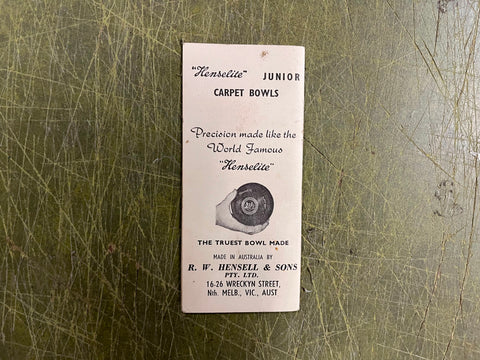 "Henselite" JUNIOR
CARPET BOWLS
Precision made like the
World Famous
"Henselite"
THE TRUEST BOWL MADE
MADE IN AUSTRALIA BY
R. W. HENSELL & SONS
PTY. LTD.
16-26 WRECKYN STREET,
Nth. MELB., VIC., AUST